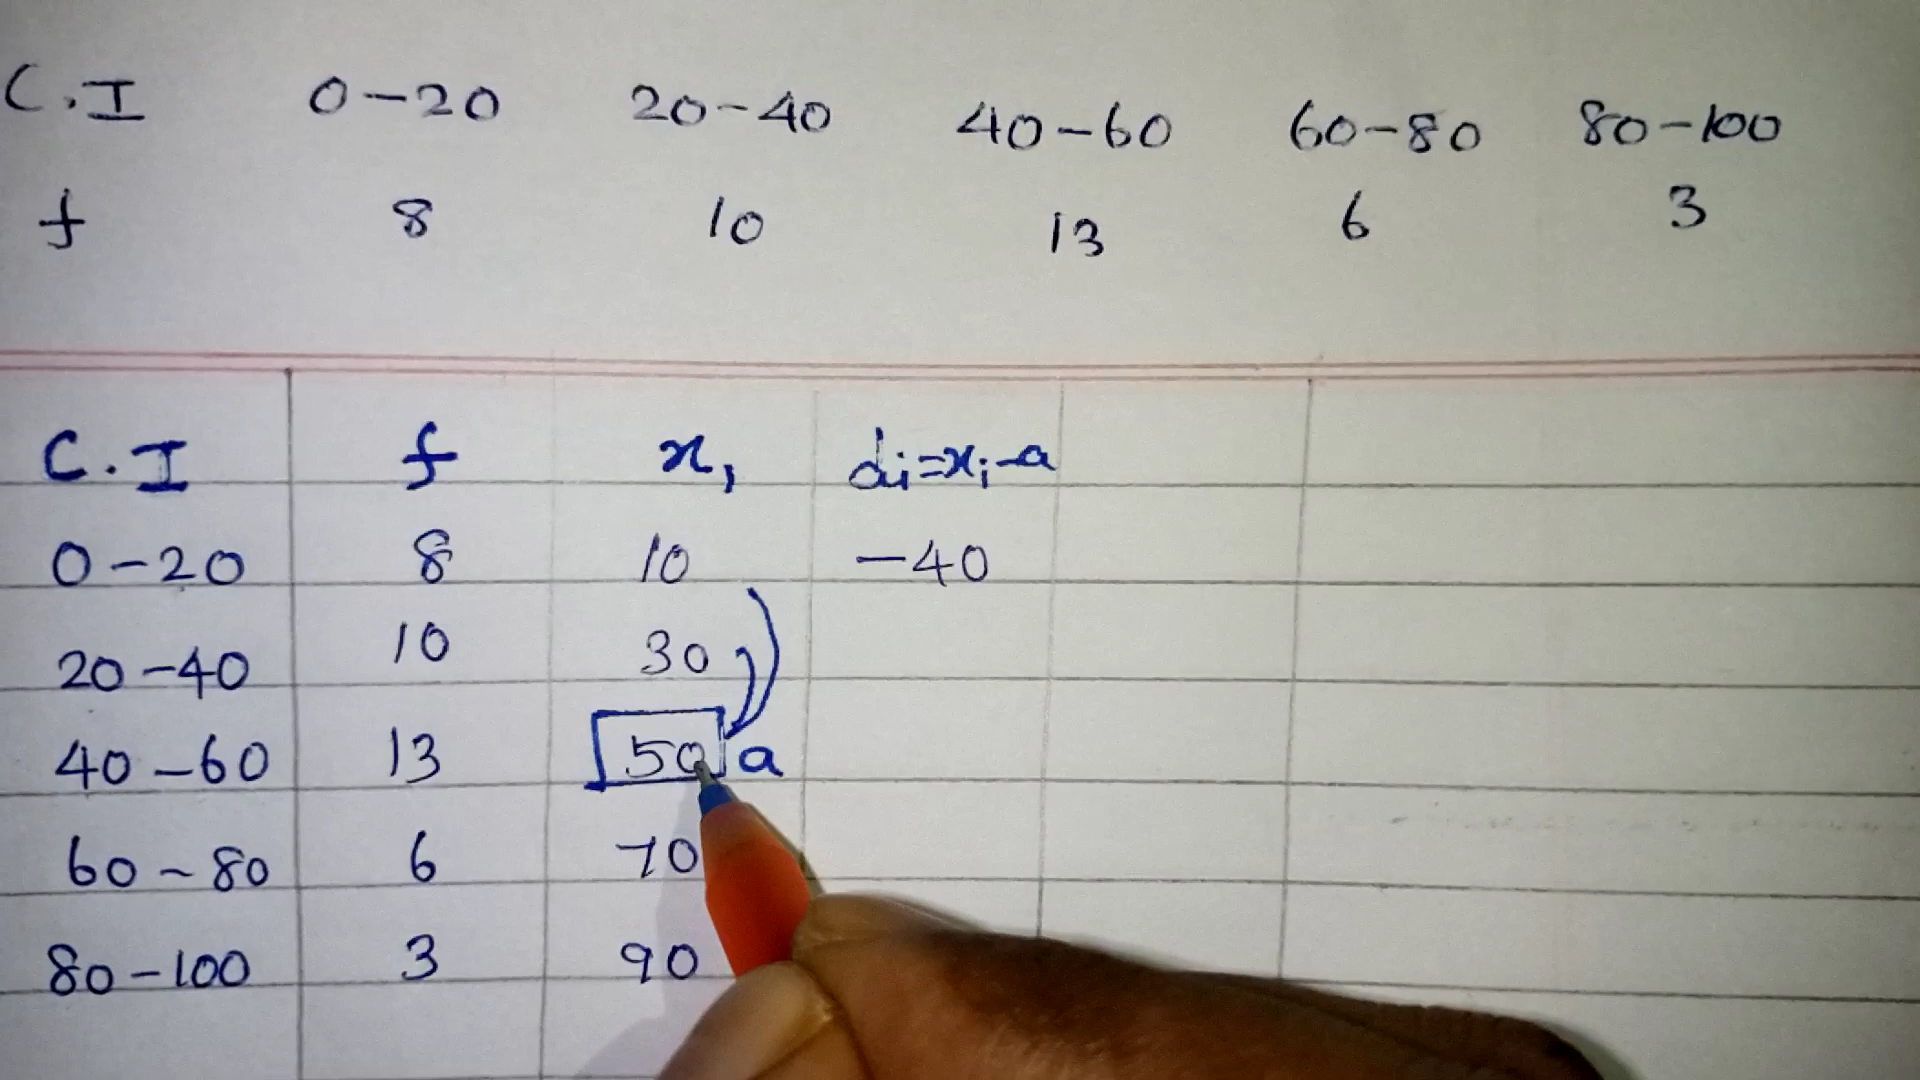 C.I 0-20 20-40 40-60 60-80 80-100
f 8 10 13 6 3
C.I f xi di=xi-a
0-20 8 10 -40
20-40 10 30
40-60 13 50 a
60-80 6 70
80-100 3 90